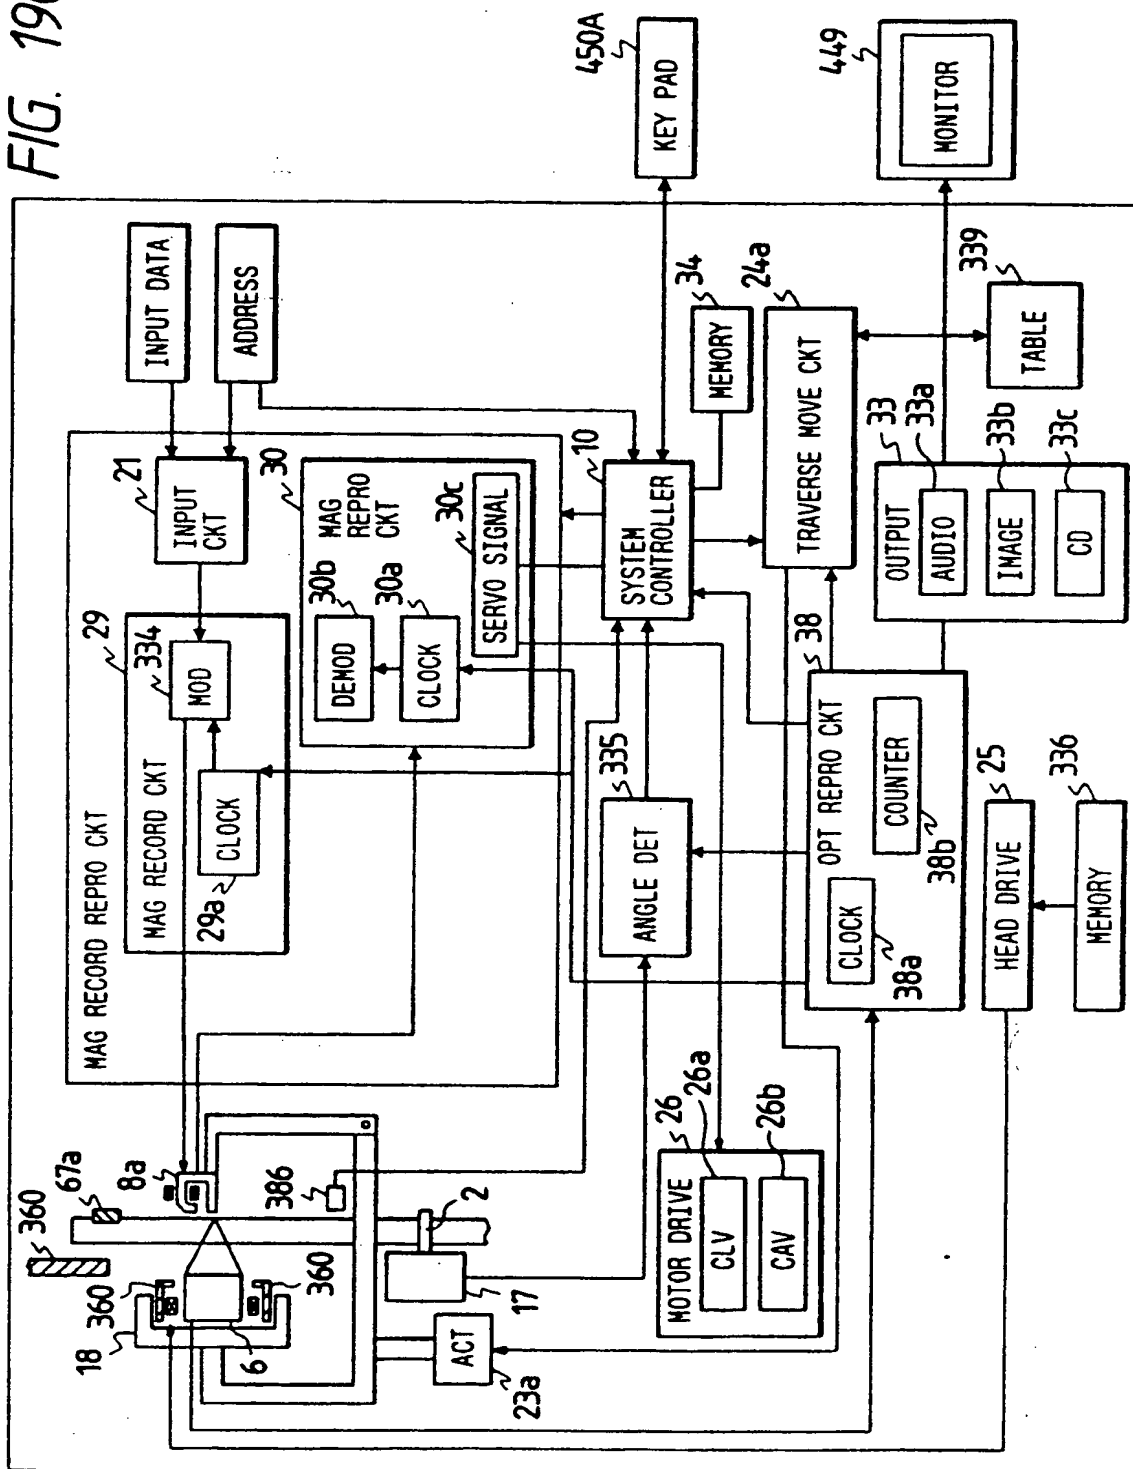 FIG. 190
360
67a
8a
360
360
18
6
386
2
17
ACT
23a
MAG RECORD REPRO CKT
29
MAG RECORD CKT
334
MOD
CLOCK
29a
21
INPUT
CKT
INPUT DATA
ADDRESS
30
MAG
REPRO
CKT
30b
DEMOD
30a
CLOCK
30c
SERVO SIGNAL
10
SYSTEM
CONTROLLER
34
MEMORY
450A
KEY PAD
335
ANGLE DET
26
MOTOR DRIVE
26a
CLV
26b
CAV
24a
TRAVERSE MOVE CKT
38
OPT REPRO CKT
CLOCK
38a
COUNTER
38b
33
OUTPUT
33a
AUDIO
33b
IMAGE
33c
CD
339
TABLE
449
MONITOR
25
HEAD DRIVE
336
MEMORY